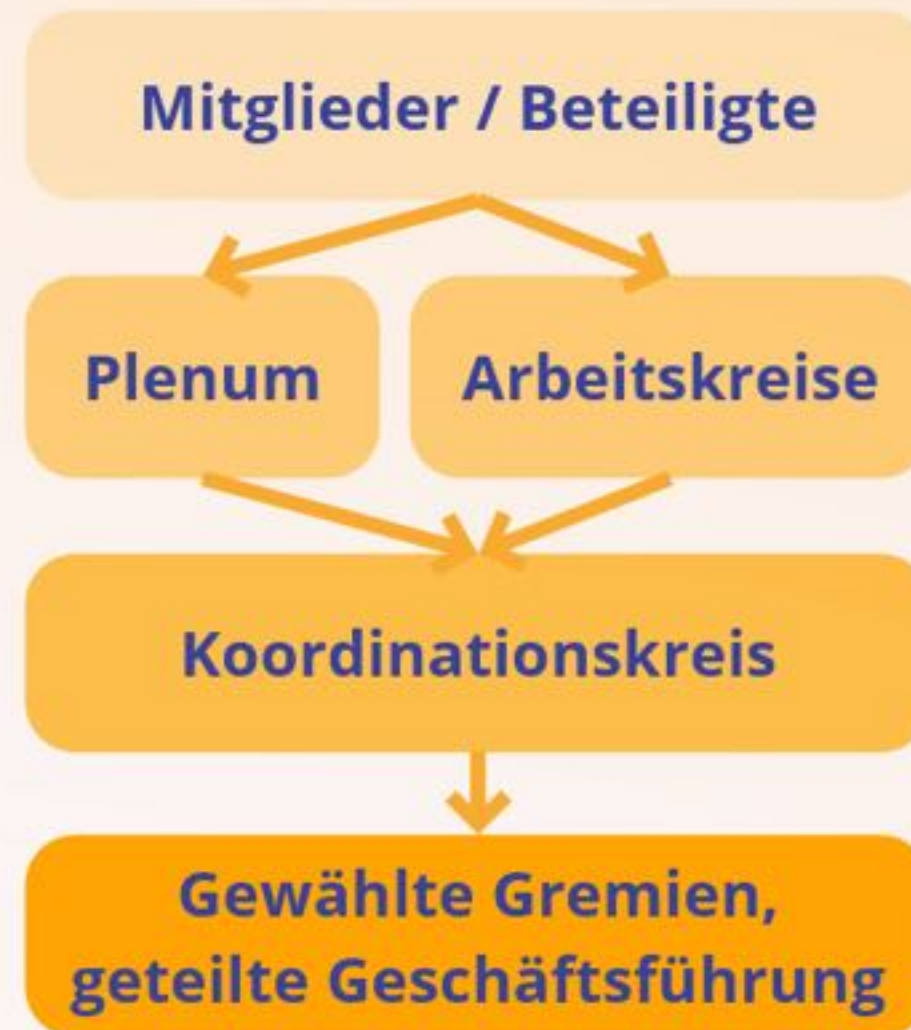 Mitglieder / Beteiligte
Plenum
Arbeitskreise
Koordinationskreis
Gewählte Gremien,
geteilte Geschäftsführung